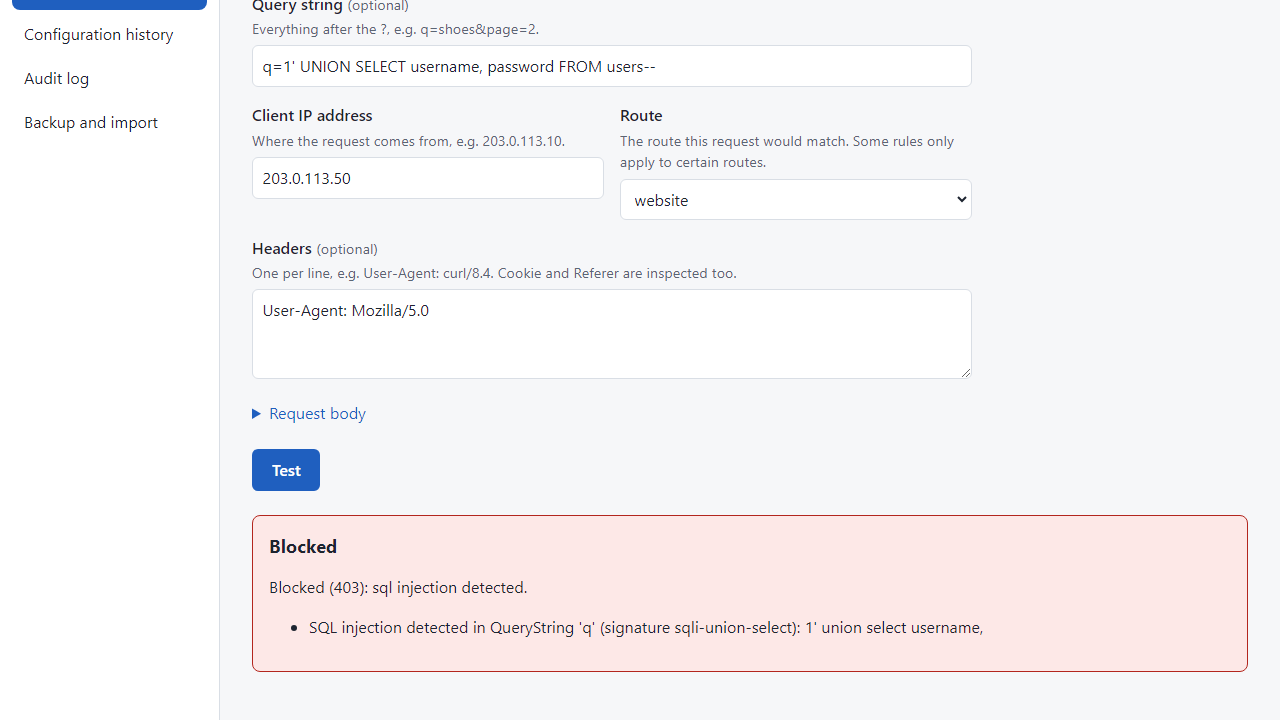 Configuration history
Audit log
Backup and import
Query string (optional)
Everything after the ?, e.g. q=shoes&page=2.
q=1' UNION SELECT username, password FROM users--
Client IP address
Where the request comes from, e.g. 203.0.113.10.
203.0.113.50
Route
The route this request would match. Some rules only
apply to certain routes.
website
Headers (optional)
One per line, e.g. User-Agent: curl/8.4. Cookie and Referer are inspected too.
User-Agent: Mozilla/5.0
Request body
Test
Blocked
Blocked (403): sql injection detected.
SQL injection detected in QueryString 'q' (signature sqli-union-select): 1' union select username,